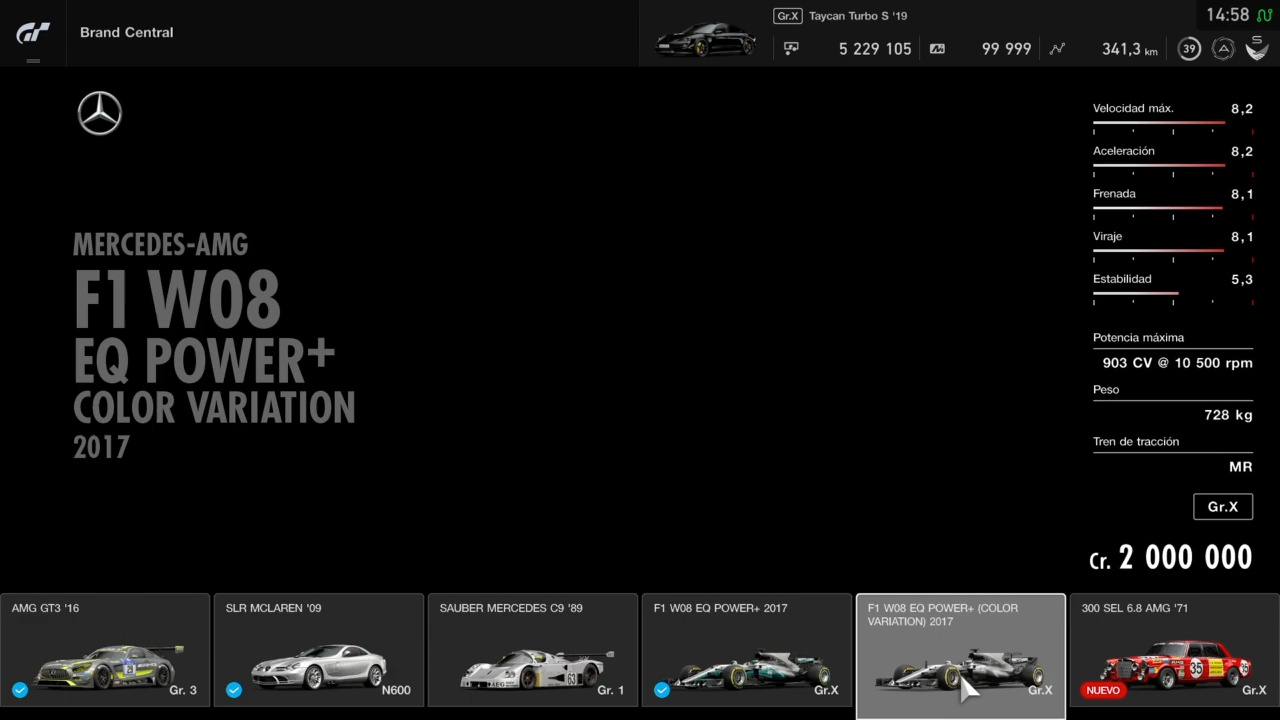 Brand Central
Gr.X Taycan Turbo S '19
5 229 105
99 999
341,3 km
39
A
S
14:58
MERCEDES-AMG
F1 W08
EQ POWER+
COLOR VARIATION
2017
Velocidad máx. 8,2
Aceleración 8,2
Frenada 8,1
Viraje 8,1
Estabilidad 5,3
Potencia máxima
903 CV @ 10 500 rpm
Peso
728 kg
Tren de tracción
MR
Gr.X
Cr. 2 000 000
AMG GT3 '16
Gr. 3
SLR MCLAREN '09
N600
SAUBER MERCEDES C9 '89
Gr. 1
F1 W08 EQ POWER+ 2017
Gr.X
F1 W08 EQ POWER+ (COLOR
VARIATION) 2017
Gr.X
300 SEL 6.8 AMG '71
35
NUEVO
Gr.X